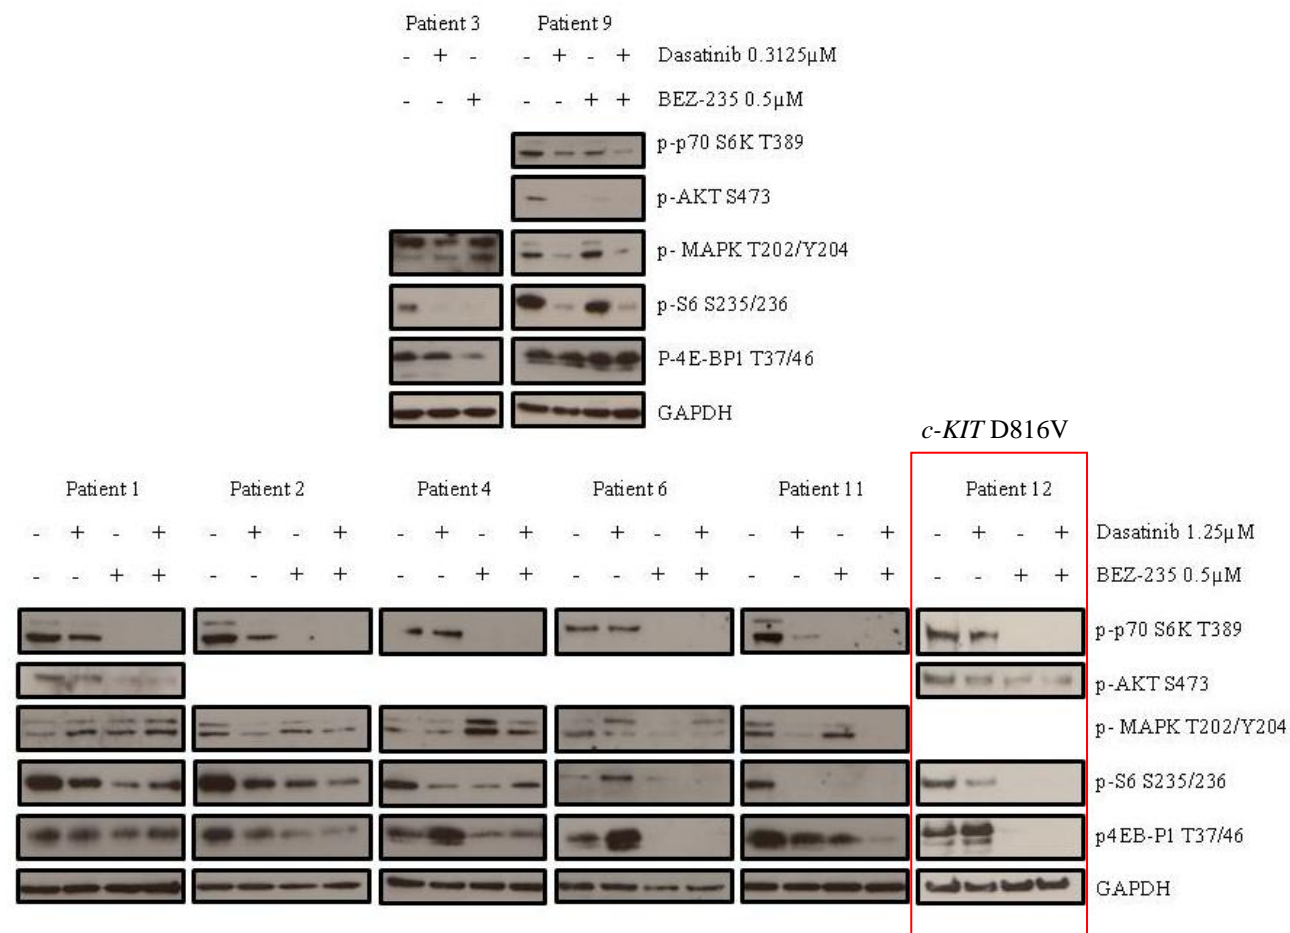 Patient 3 Patient 9
- + - - + - + Dasatinib 0.3125µM
- - + - - + + BEZ-235 0.5µM
p-p70 S6K T389
p-AKT S473
p- MAPK T202/Y204
p-S6 S235/236
P-4E-BP1 T37/46
GAPDH
c-KIT D816V
Patient 1 Patient 2 Patient 4 Patient 6 Patient 11 Patient 12
- + - + - + - + - + - + - + - + - + - + - + - + Dasatinib 1.25µM
- - + + - - + + - - + + - - + + - - + + - - + + BEZ-235 0.5µM
p-p70 S6K T389
p-AKT S473
p- MAPK T202/Y204
p-S6 S235/236
p4EB-P1 T37/46
GAPDH